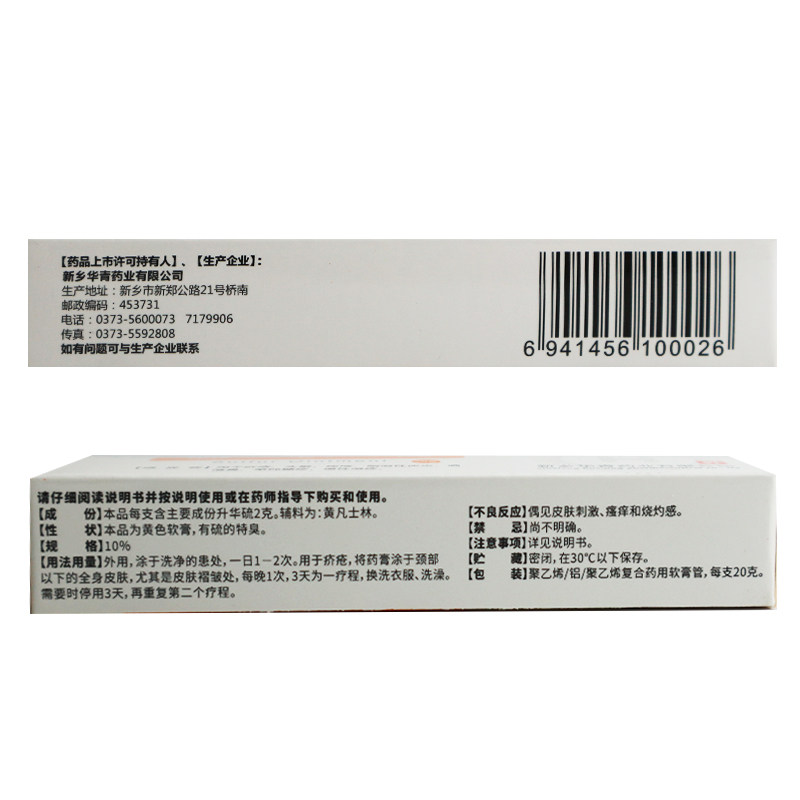 【药品上市许可持有人】、【生产企业】:
新乡华青药业有限公司
生产地址：新乡市新郑公路21号桥南
邮政编码：453731
电话：0373-5600073 7179906
传真：0373-5592808
如有问题可与生产企业联系
6 941456 100026
请仔细阅读说明书并按说明使用或在药师指导下购买和使用。
【成 份】本品每支含主要成份升华硫2克。辅料为：黄凡士林。
【性 状】本品为黄色软膏，有硫的特臭。
【规 格】10%
【用法用量】外用，涂于洗净的患处，一日1－2次。用于疥疮，将药膏涂于颈部
以下的全身皮肤，尤其是皮肤褶皱处，每晚1次，3天为一疗程，换洗衣服、洗澡。
需要时停用3天，再重复第二个疗程。
【不良反应】偶见皮肤刺激、瘙痒和烧灼感。
【禁 忌】尚不明确。
【注意事项】详见说明书。
【贮 藏】密闭，在30℃以下保存。
【包 装】聚乙烯/铝/聚乙烯复合药用软膏管，每支20克。